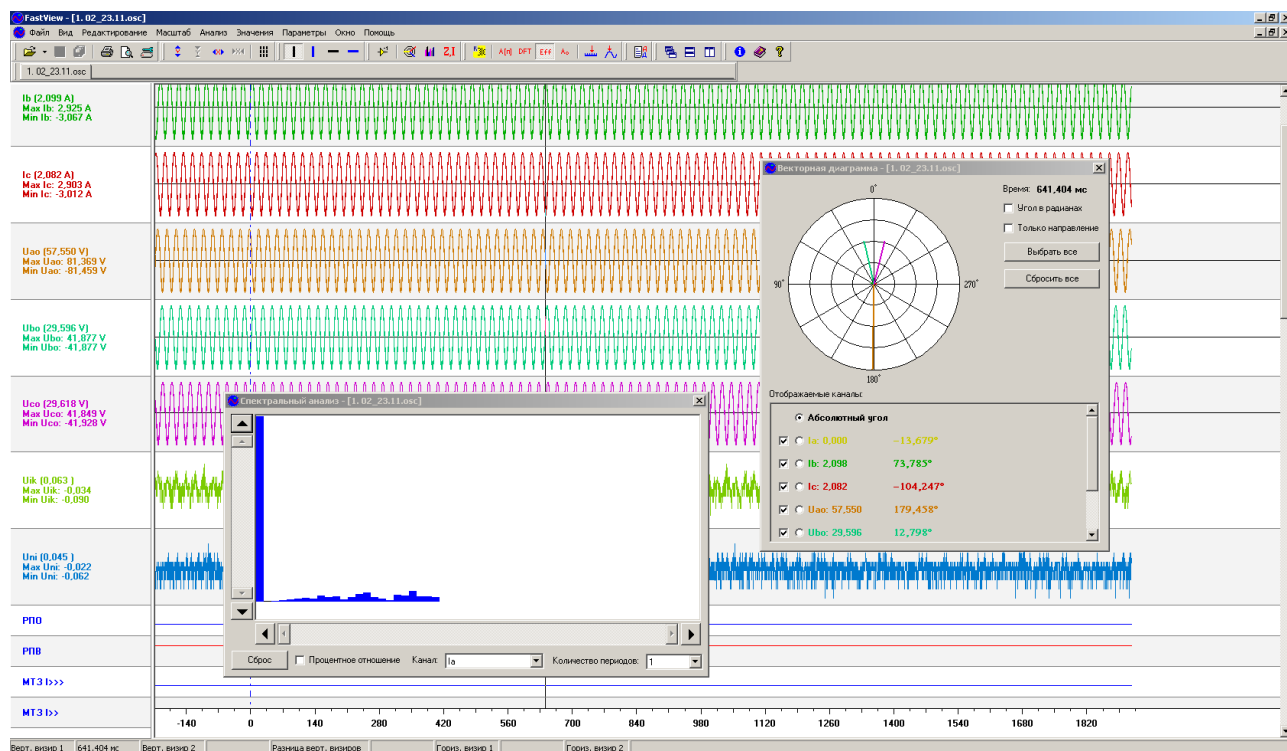 FastView - [1. 02_23.11.osc]
Файл Вид Редактирование Масштаб Анализ Значения Параметры Окно Помощь
Z,I A[n] DFT Eff
1. 02_23.11.osc
Ib (2,099 A)
Max Ib: 2,925 A
Min Ib: -3,067 A
Ic (2,082 A)
Max Ic: 2,903 A
Min Ic: -3,012 A
Uao (57,550 V)
Max Uao: 81,369 V
Min Uao: -81,459 V
Ubo (29,596 V)
Max Ubo: 41,877 V
Min Ubo: -41,877 V
Uco (29,618 V)
Max Uco: 41,849 V
Min Uco: -41,928 V
Uik (0,063 )
Max Uik: -0,034
Min Uik: -0,090
Uni (0,045 )
Max Uni: -0,022
Min Uni: -0,062
РПО
РПВ
МТЗ I>>>
МТЗ I>>
-140 0 140 280 420 560 700 840 980 1120 1260 1400 1540 1680 1820
Векторная диаграмма - [1. 02_23.11.osc]
0°
90°
270°
180°
Время: 641,404 мс
Угол в радианах
Только направление
Выбрать все
Сбросить все
Отображаемые каналы:
Абсолютный угол
Ia: 0,000 -13,679°
Ib: 2,098 73,785°
Ic: 2,082 -104,247°
Uao: 57,550 179,458°
Ubo: 29,596 12,798°
Спектральный анализ - [1. 02_23.11.osc]
Сброс
Процентное отношение
Канал: Ia
Количество периодов: 1
Верт. визир 1 641,404 мс Верт. визир 2 Разница верт. визиров Гориз. визир 1 Гориз. визир 2